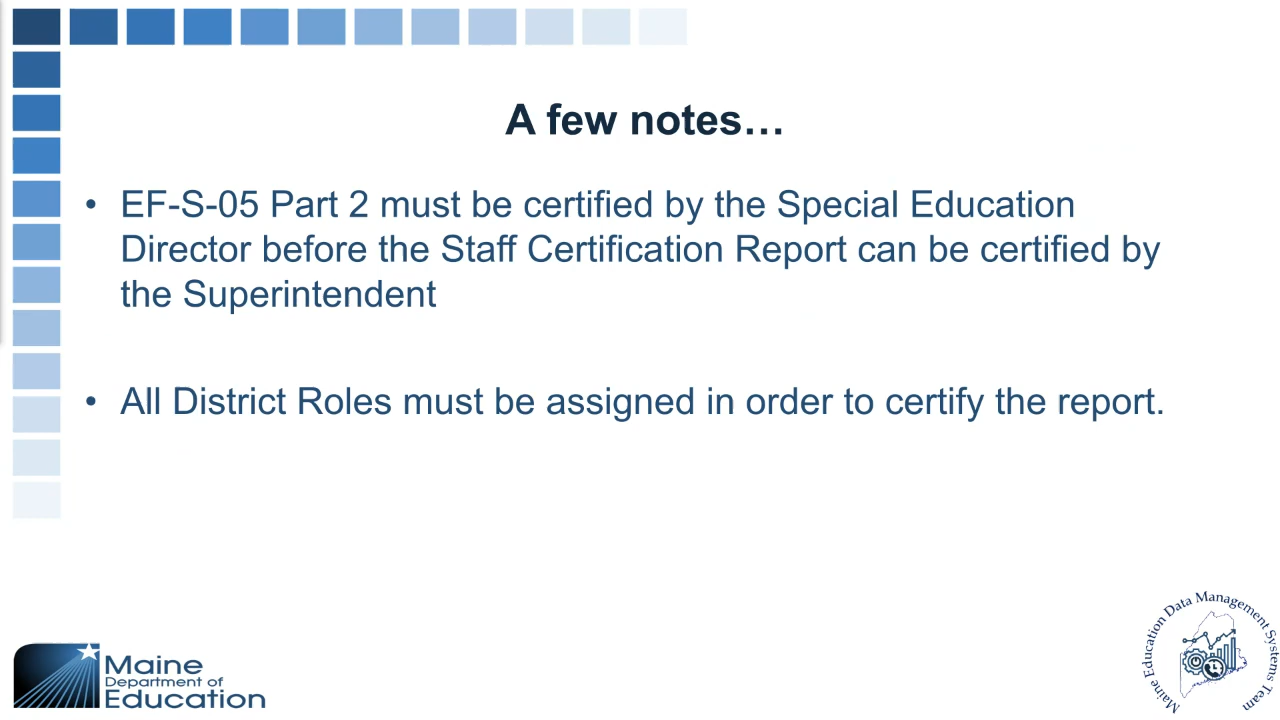 A few notes…
• EF-S-05 Part 2 must be certified by the Special Education
Director before the Staff Certification Report can be certified by
the Superintendent
• All District Roles must be assigned in order to certify the report.
Maine
Department of
Education
Maine Education Data Management Systems Team